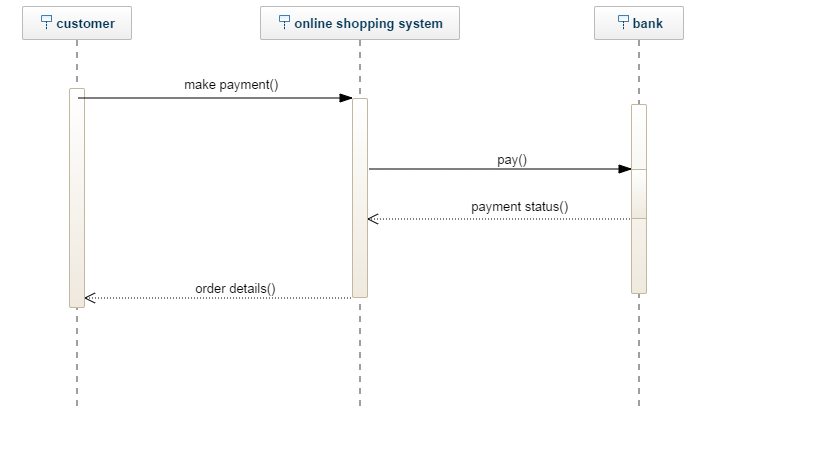 customer
online shopping system
bank
make payment()
pay()
payment status()
order details()